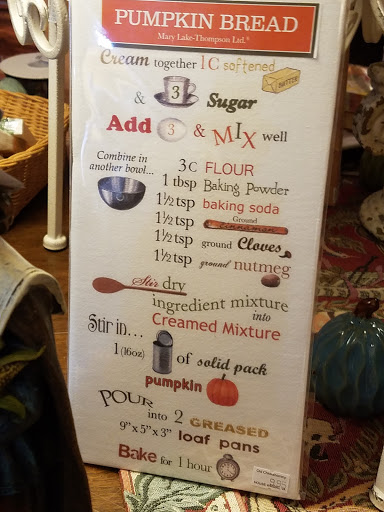 PUMPKIN BREAD
Mary Lake-Thompson Ltd.®
Cream together 1C softened
BUTTER
& 3 Sugar
Add 3 & MIX well
Combine in
another bowl...
3C FLOUR
1 tbsp Baking Powder
1½ tsp baking soda
1½ tsp Ground Cinnamon
1½ tsp ground Cloves
1½ tsp ground nutmeg
Stir dry
ingredient mixture
into
Stir in... Creamed Mixture
1 (16oz) of solid pack
pumpkin
POUR
into 2 GREASED
9"x 5"x 3" loaf pans
Bake for 1 hour